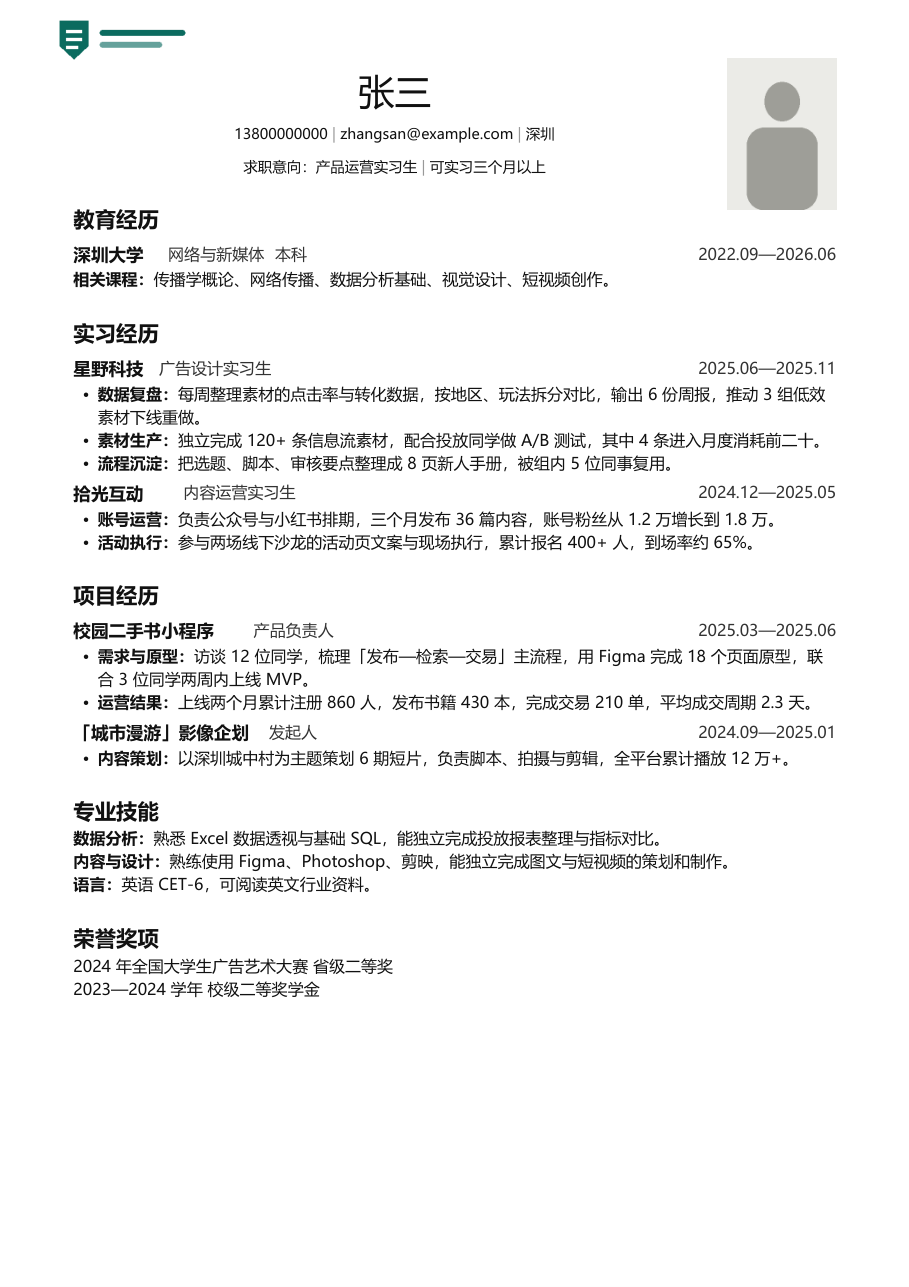 张三
13800000000 | zhangsan@example.com | 深圳
求职意向：产品运营实习生 | 可实习三个月以上
教育经历
深圳大学 网络与新媒体 本科 2022.09—2026.06
相关课程：传播学概论、网络传播、数据分析基础、视觉设计、短视频创作。
实习经历
星野科技 广告设计实习生 2025.06—2025.11
• 数据复盘：每周整理素材的点击率与转化数据，按地区、玩法拆分对比，输出 6 份周报，推动 3 组低效
素材下线重做。
• 素材生产：独立完成 120+ 条信息流素材，配合投放同学做 A/B 测试，其中 4 条进入月度消耗前二十。
• 流程沉淀：把选题、脚本、审核要点整理成 8 页新人手册，被组内 5 位同事复用。
拾光互动 内容运营实习生 2024.12—2025.05
• 账号运营：负责公众号与小红书排期，三个月发布 36 篇内容，账号粉丝从 1.2 万增长到 1.8 万。
• 活动执行：参与两场线下沙龙的活动页文案与现场执行，累计报名 400+ 人，到场率约 65%。
项目经历
校园二手书小程序 产品负责人 2025.03—2025.06
• 需求与原型：访谈 12 位同学，梳理「发布—检索—交易」主流程，用 Figma 完成 18 个页面原型，联
合 3 位同学两周内上线 MVP。
• 运营结果：上线两个月累计注册 860 人，发布书籍 430 本，完成交易 210 单，平均成交周期 2.3 天。
「城市漫游」影像企划 发起人 2024.09—2025.01
• 内容策划：以深圳城中村为主题策划 6 期短片，负责脚本、拍摄与剪辑，全平台累计播放 12 万+。
专业技能
数据分析：熟悉 Excel 数据透视与基础 SQL，能独立完成投放报表整理与指标对比。
内容与设计：熟练使用 Figma、Photoshop、剪映，能独立完成图文与短视频的策划和制作。
语言：英语 CET-6，可阅读英文行业资料。
荣誉奖项
2024 年全国大学生广告艺术大赛 省级二等奖
2023—2024 学年 校级二等奖学金